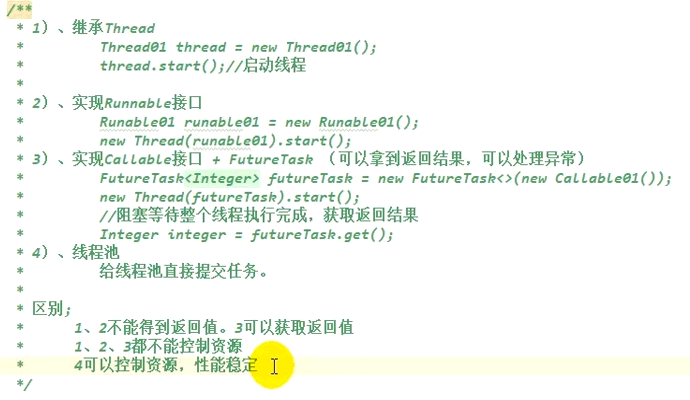 /**
* 1）、继承Thread
* Thread01 thread = new Thread01();
* thread.start();//启动线程
*
* 2）、实现Runnable接口
* Runable01 runable01 = new Runable01();
* new Thread(runable01).start();
* 3）、实现Callable接口 + FutureTask （可以拿到返回结果，可以处理异常）
* FutureTask<Integer> futureTask = new FutureTask<>(new Callable01());
* new Thread(futureTask).start();
* //阻塞等待整个线程执行完成，获取返回结果
* Integer integer = futureTask.get();
* 4）、线程池
* 给线程池直接提交任务。
*
* 区别;
* 1、2不能得到返回值。3可以获取返回值
* 1、2、3都不能控制资源
* 4可以控制资源，性能稳定
*/